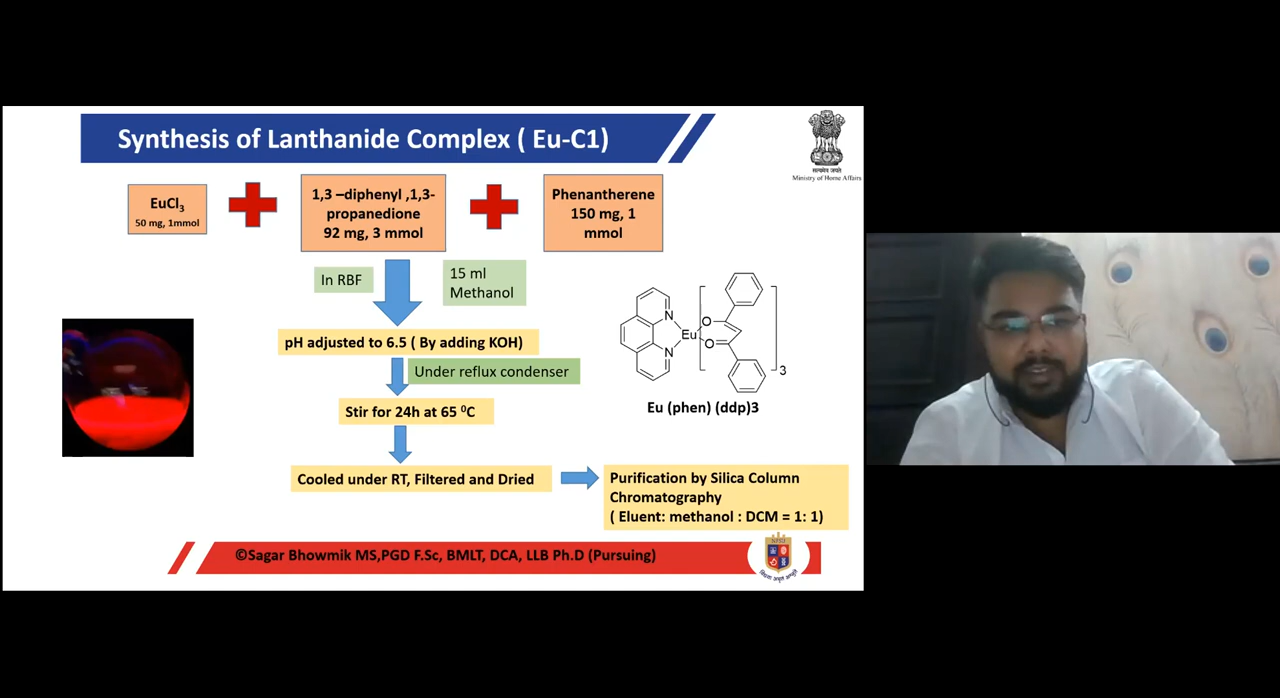 Synthesis of Lanthanide Complex ( Eu-C1)
सत्यमेव जयते
Ministry of Home Affairs
EuCl3
50 mg, 1mmol
1,3 –diphenyl ,1,3-
propanedione
92 mg, 3 mmol
Phenantherene
150 mg, 1
mmol
In RBF
15 ml
Methanol
pH adjusted to 6.5 ( By adding KOH)
Under reflux condenser
Stir for 24h at 65 ⁰C
Cooled under RT, Filtered and Dried
Purification by Silica Column
Chromatography
( Eluent: methanol : DCM = 1: 1)
N
N
Eu
O
O
3
Eu (phen) (ddp)3
©Sagar Bhowmik MS,PGD F.Sc, BMLT, DCA, LLB Ph.D (Pursuing)